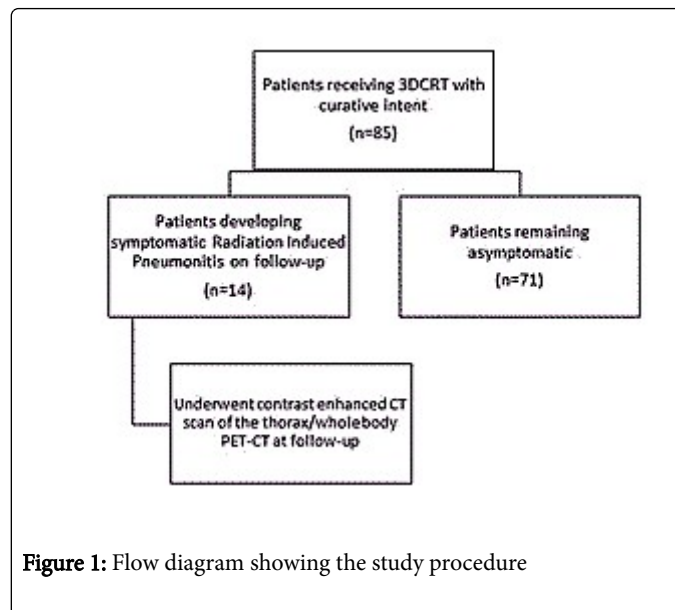 Patients receiving 3DCRT with
curative intent
(n=85)
Patients developing
symptomatic Radiation Induced
Pneumonitis on follow-up
(n=14)
Patients remaining
asymptomatic
(n=71)
Underwent contrast enhanced CT
scan of the thorax/wholebody
PET-CT at follow-up
Figure 1: Flow diagram showing the study procedure